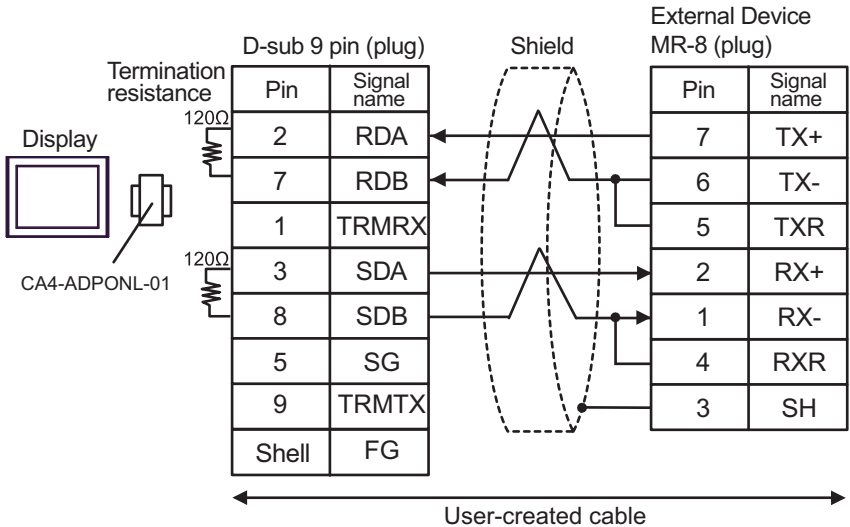 External Device
D-sub 9 pin (plug) Shield MR-8 (plug)
Termination resistance
Pin Signal name Pin Signal name
120Ω
Display
2 RDA 7 TX+
7 RDB 6 TX-
1 TRMRX 5 TXR
120Ω
CA4-ADPONL-01
3 SDA 2 RX+
8 SDB 1 RX-
5 SG 4 RXR
9 TRMTX 3 SH
Shell FG
User-created cable